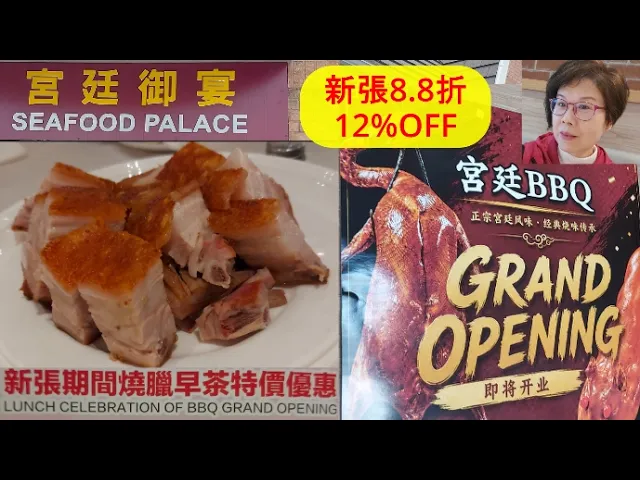 宮廷御宴
SEAFOOD PALACE
新張8.8折
12%OFF
宮廷BBQ
正宗宫廷风味·经典烧味传承
GRAND
OPENING
即将开业
新張期間燒臘早茶特價優惠
LUNCH CELEBRATION OF BBQ GRAND OPENING